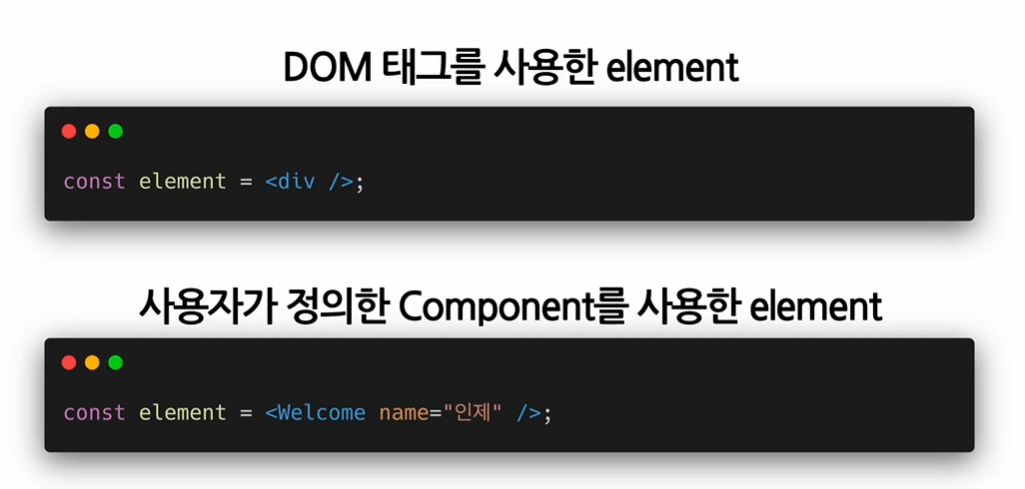 DOM 태그를 사용한 element
const element = <div />;
사용자가 정의한 Component를 사용한 element
const element = <Welcome name="인제" />;